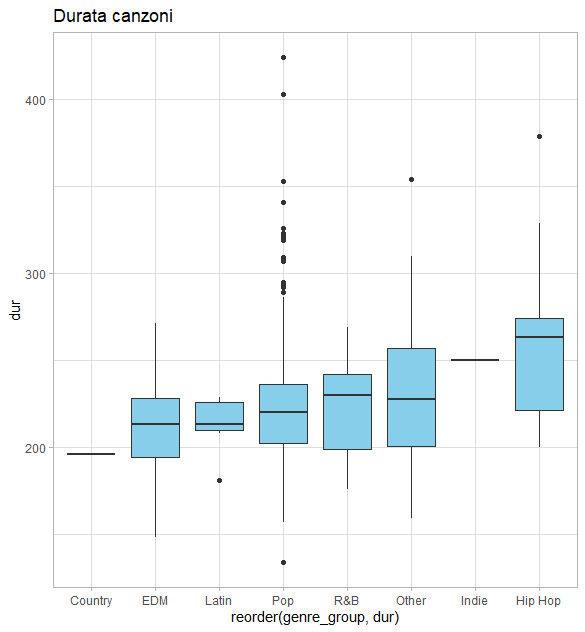 Durata canzoni
400
300
200
dur
Country EDM Latin Pop R&B Other Indie Hip Hop
reorder(genre_group, dur)